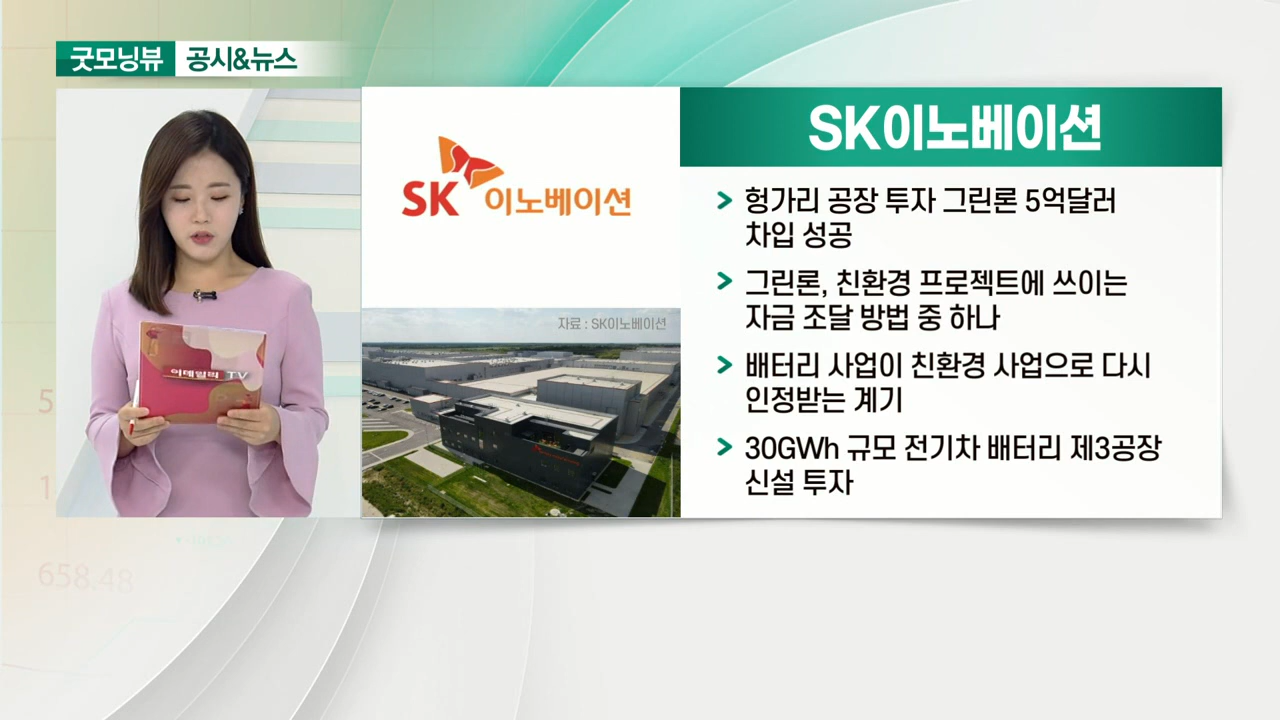 굿모닝뷰 공시&뉴스
이데일리 TV
SK 이노베이션
자료 : SK이노베이션
SK이노베이션
헝가리 공장 투자 그린론 5억달러
차입 성공
그린론, 친환경 프로젝트에 쓰이는
자금 조달 방법 중 하나
배터리 사업이 친환경 사업으로 다시
인정받는 계기
30GWh 규모 전기차 배터리 제3공장
신설 투자
658.48